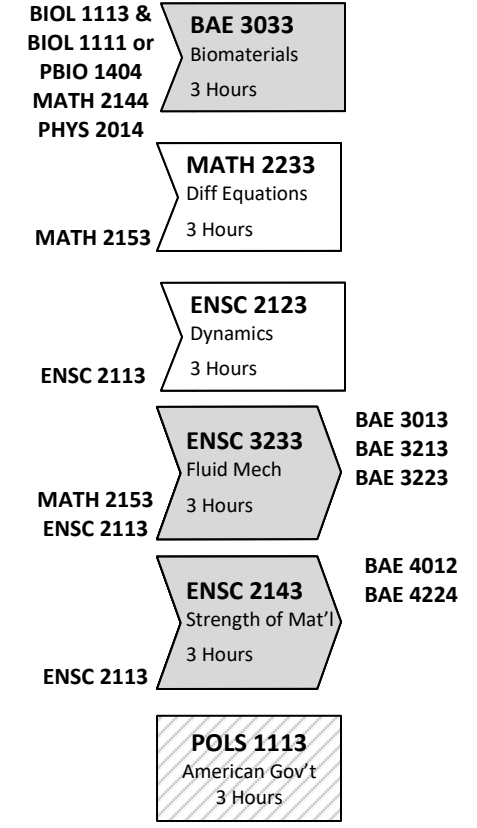 BIOL 1113 &
BIOL 1111 or
PBIO 1404
MATH 2144
PHYS 2014
BAE 3033
Biomaterials
3 Hours
MATH 2153
MATH 2233
Diff Equations
3 Hours
ENSC 2113
ENSC 2123
Dynamics
3 Hours
MATH 2153
ENSC 2113
ENSC 3233
Fluid Mech
3 Hours
BAE 3013
BAE 3213
BAE 3223
ENSC 2113
ENSC 2143
Strength of Mat'l
3 Hours
BAE 4012
BAE 4224
POLS 1113
American Gov't
3 Hours